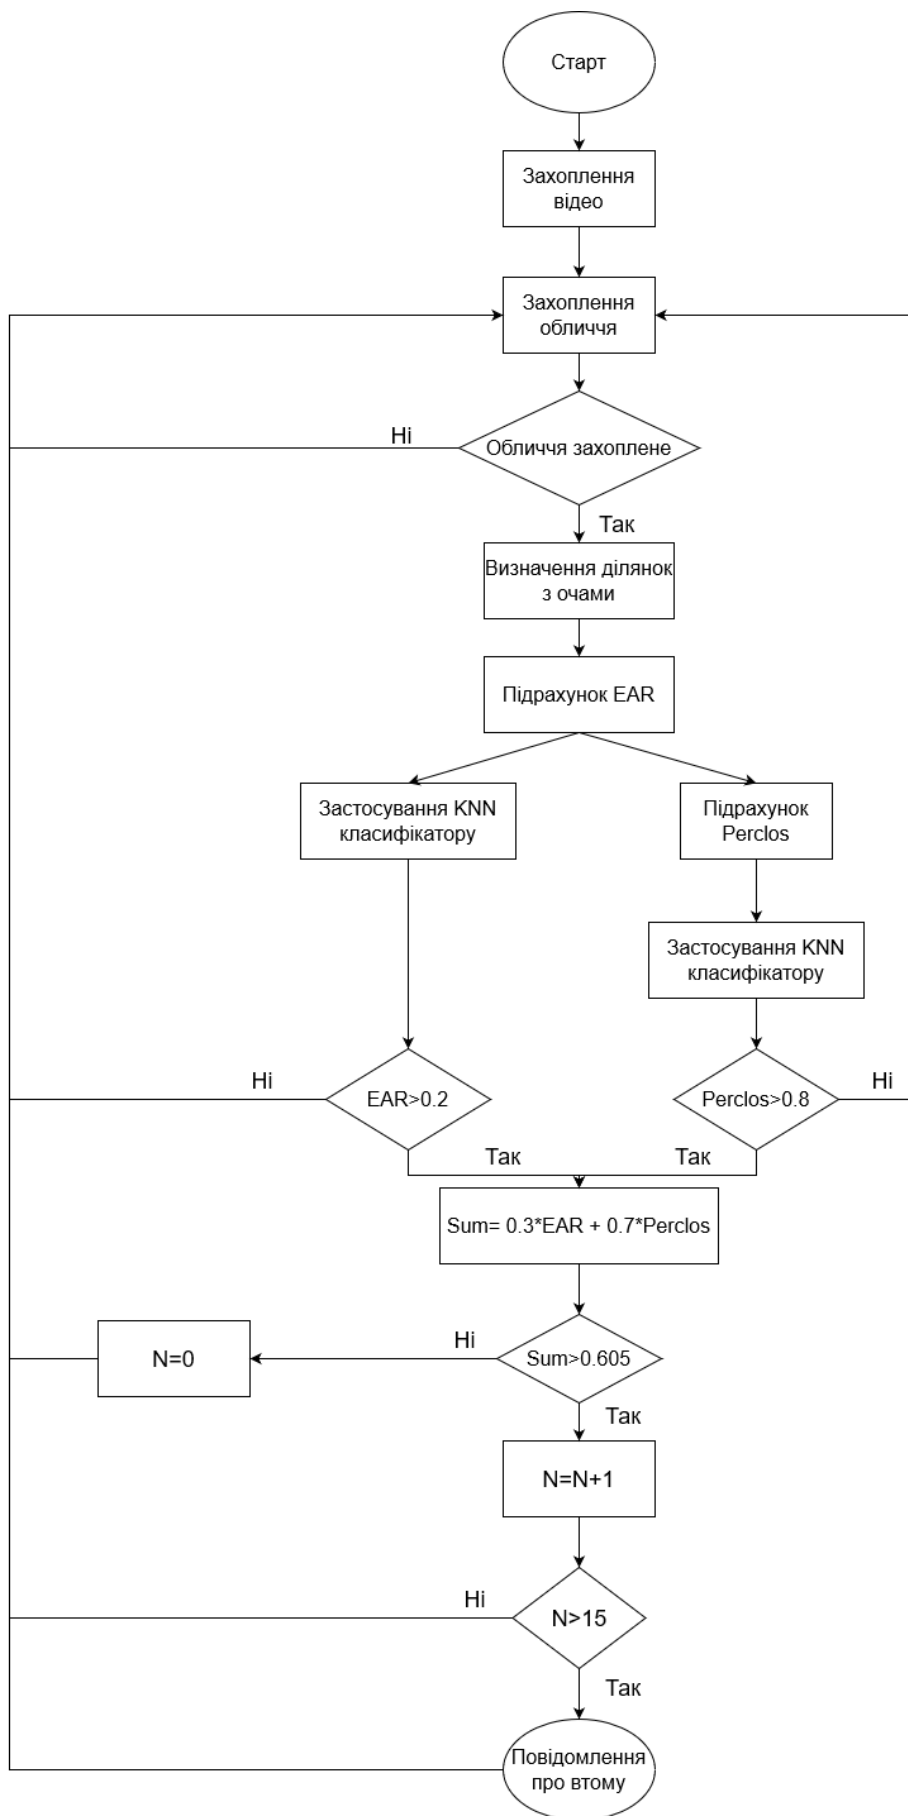 Старт
Захоплення
відео
Захоплення
обличчя
Ні
Обличчя захоплене
Так
Визначення ділянок
з очами
Підрахунок EAR
Застосування KNN
класифікатору
Підрахунок
Perclos
Застосування KNN
класифікатору
Ні
EAR>0.2
Perclos>0.8
Ні
Так
Так
Sum= 0.3*EAR + 0.7*Perclos
N=0
Ні
Sum>0.605
Так
N=N+1
Ні
N>15
Так
Повідомлення
про втому